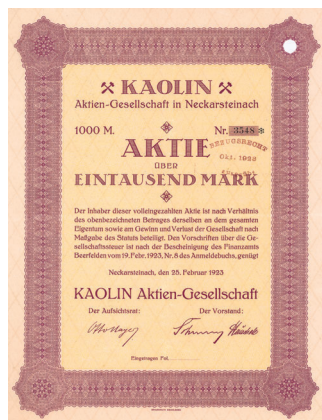 KAOLIN
Aktien-Gesellschaft in Neckarsteinach
1000 M. Nr. 3548 *
BEZUGSRECHT
Okt. 1923
AKTIE
ÜBER
EINTAUSEND MARK
Der Inhaber dieser volleingezahlten Aktie ist nach Verhältnis
des obenbezeichneten Betrages derselben an dem gesamten
Eigentum sowie am Gewinn und Verlust der Gesellschaft nach
Maßgabe des Statuts beteiligt. Den Vorschriften über die Ge-
sellschaftssteuer ist nach der Bescheinigung des Finanzamts
Beerfelden vom 19. Febr. 1923, Nr. 8 des Anmeldebuchs, genügt
Neckarsteinach, den 25. Februar 1923
KAOLIN Aktien-Gesellschaft
Der Aufsichtsrat: Der Vorstand:
Eingetragen Fol.